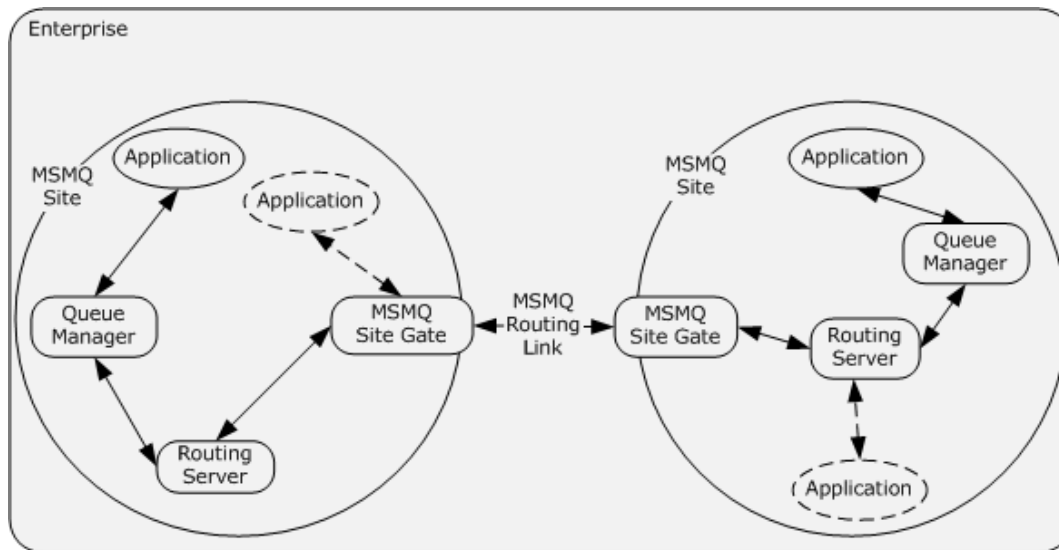 Enterprise
MSMQ
Site
Application
Application
Queue
Manager
MSMQ
Site Gate
Routing
Server
MSMQ
Routing
Link
MSMQ
Site
Application
Queue
Manager
MSMQ
Site Gate
Routing
Server
Application